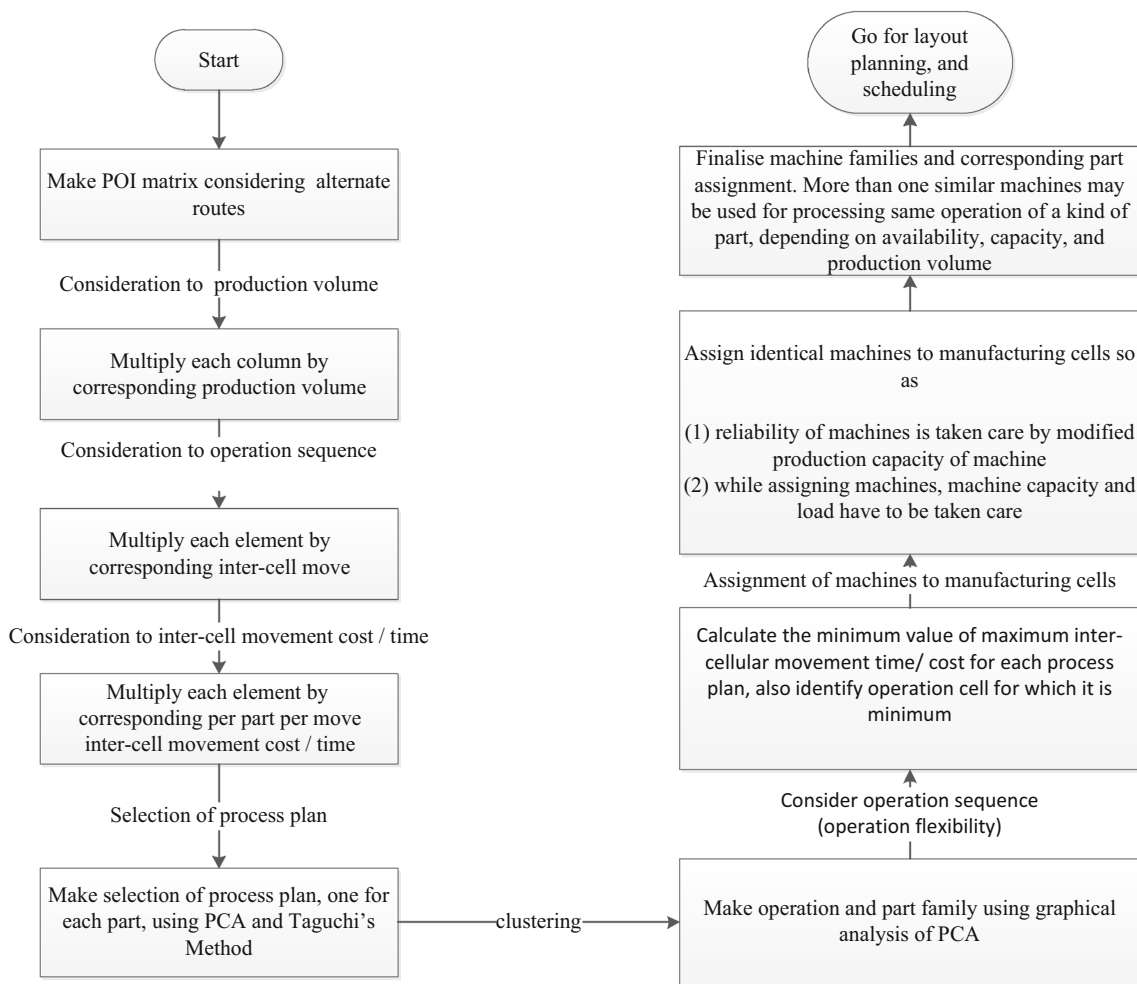 Start
Make POI matrix considering alternate
routes
Consideration to production volume
Multiply each column by
corresponding production volume
Consideration to operation sequence
Multiply each element by
corresponding inter-cell move
Consideration to inter-cell movement cost / time
Multiply each element by
corresponding per part per move
inter-cell movement cost / time
Selection of process plan
Make selection of process plan, one for
each part, using PCA and Taguchi’s
Method
clustering
Make operation and part family using graphical
analysis of PCA
Consider operation sequence
(operation flexibility)
Calculate the minimum value of maximum inter-
cellular movement time/ cost for each process
plan, also identify operation cell for which it is
minimum
Assignment of machines to manufacturing cells
Assign identical machines to manufacturing cells so
as
(1) reliability of machines is taken care by modified
production capacity of machine
(2) while assigning machines, machine capacity and
load have to be taken care
Finalise machine families and corresponding part
assignment. More than one similar machines may
be used for processing same operation of a kind of
part, depending on availability, capacity, and
production volume
Go for layout
planning, and
scheduling